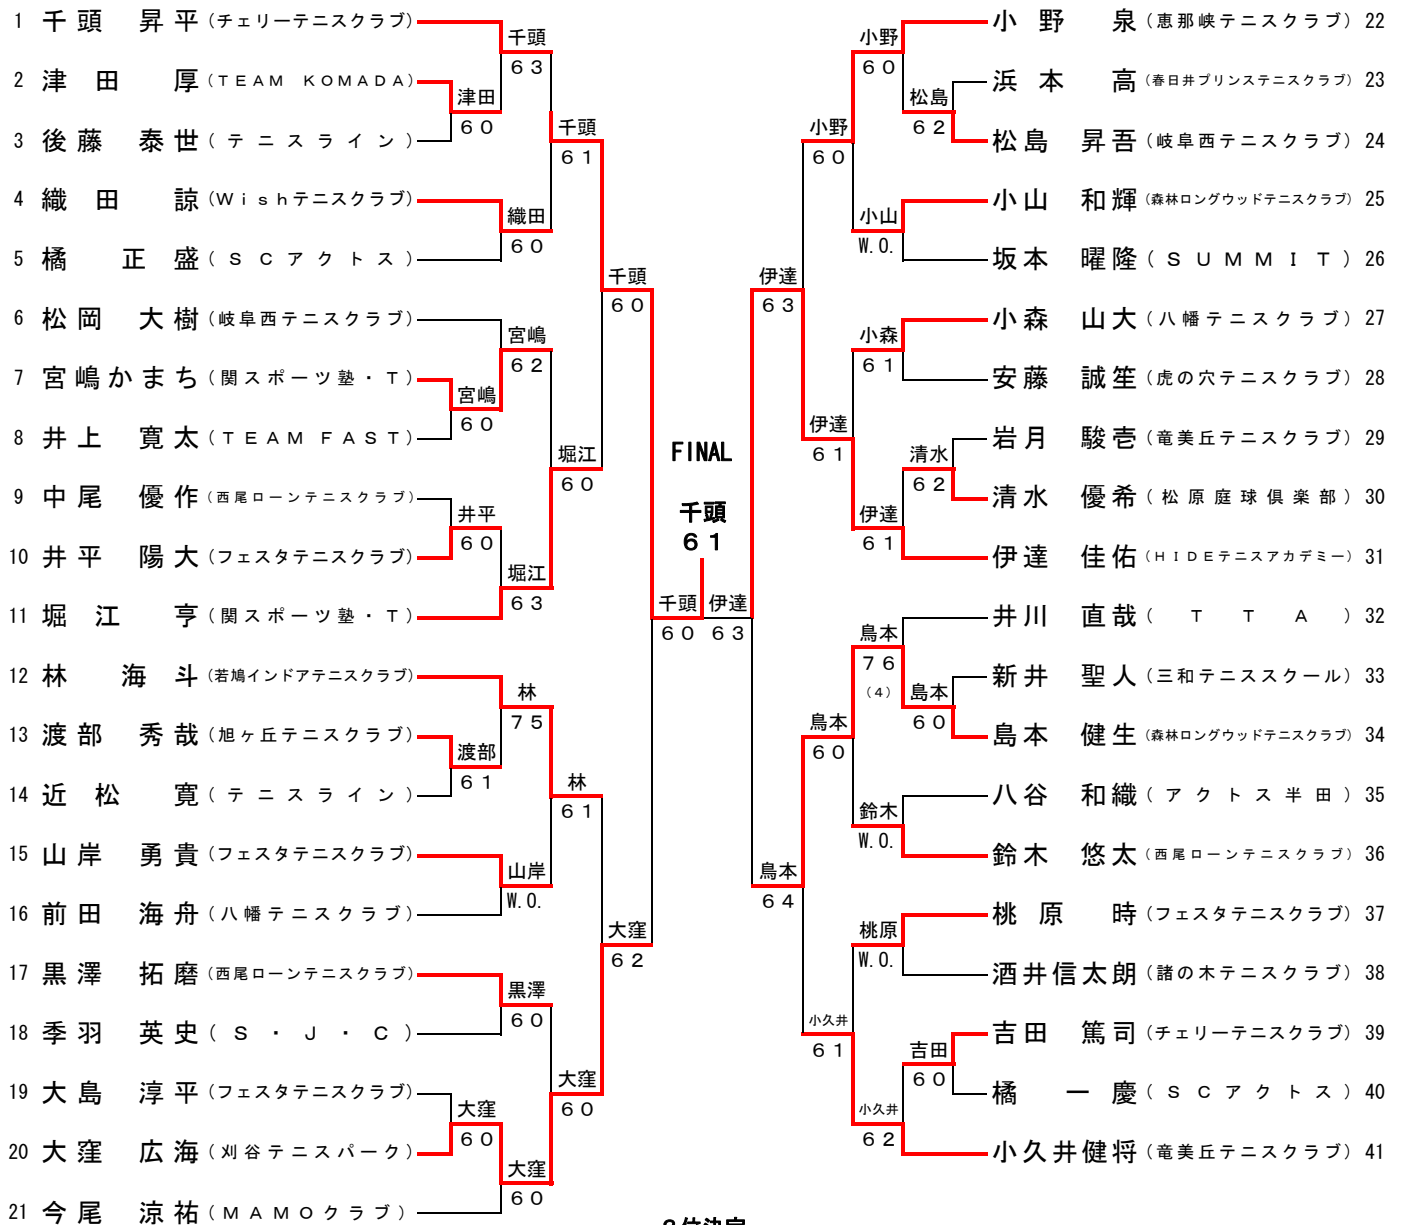 1 千頭 昇平 (チェリーテニスクラブ)
2 津田 厚 (TEAM KOMADA)
3 後藤 泰世 (テニスライン)
4 織田 諒 (Wishテニスクラブ)
5 橘 正盛 (SCアクトス)
6 松岡 大樹 (岐阜西テニスクラブ)
7 宮嶋かまち (関スポーツ塾・T)
8 井上 寛太 (TEAM FAST)
9 中尾 優作 (西尾ローンテニスクラブ)
10 井平 陽大 (フェスタテニスクラブ)
11 堀江 亨 (関スポーツ塾・T)
12 林 海斗 (若鳩インドアテニスクラブ)
13 渡部 秀哉 (旭ヶ丘テニスクラブ)
14 近松 寛 (テニスライン)
15 山岸 勇貴 (フェスタテニスクラブ)
16 前田 海舟 (八幡テニスクラブ)
17 黒澤 拓磨 (西尾ローンテニスクラブ)
18 季羽 英史 (S・J・C)
19 大島 淳平 (フェスタテニスクラブ)
20 大窪 広海 (刈谷テニスパーク)
21 今尾 涼祐 (MAMOクラブ)
津田
60
宮嶋
60
井平
60
渡部
61
大窪
60
千頭
63
織田
60
宮嶋
62
堀江
63
林
75
山岸
W.O.
黒澤
60
大窪
60
千頭
61
堀江
60
林
61
大窪
60
千頭
60
大窪
62
千頭
60
FINAL
千頭
61
伊達
63
伊達
63
鳥本
64
小野
60
伊達
61
鳥本
60
小久井
61
小野
60
小山
W.O.
小森
61
伊達
61
鳥本
76
(4)
鈴木
W.O.
桃原
W.O.
小久井
62
松島
62
清水
62
島本
60
吉田
60
小野 泉 (恵那峡テニスクラブ) 22
浜本 高 (春日井プリンステニスクラブ) 23
松島 昇吾 (岐阜西テニスクラブ) 24
小山 和輝 (森林ロングウッドテニスクラブ) 25
坂本 曜隆 (SUMMIT) 26
小森 山大 (八幡テニスクラブ) 27
安藤 誠笙 (虎の穴テニスクラブ) 28
岩月 駿壱 (竜美丘テニスクラブ) 29
清水 優希 (松原庭球倶楽部) 30
伊達 佳佑 (HIDEテニスアカデミー) 31
井川 直哉 (TTA) 32
新井 聖人 (三和テニススクール) 33
島本 健生 (森林ロングウッドテニスクラブ) 34
八谷 和織 (アクトス半田) 35
鈴木 悠太 (西尾ローンテニスクラブ) 36
桃原 時 (フェスタテニスクラブ) 37
酒井信太朗 (諸の木テニスクラブ) 38
吉田 篤司 (チェリーテニスクラブ) 39
橘 一慶 (SCアクトス) 40
小久井健将 (竜美丘テニスクラブ) 41